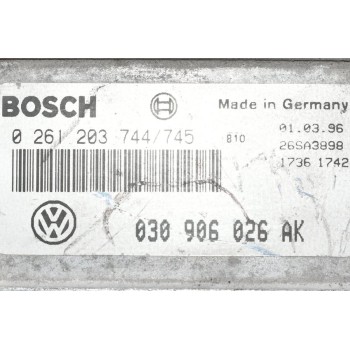 BOSCH Made in Germany
0 261 203 744/745 810 01.03.96
26SA3898
1736 1742
VW 030 906 026 AK